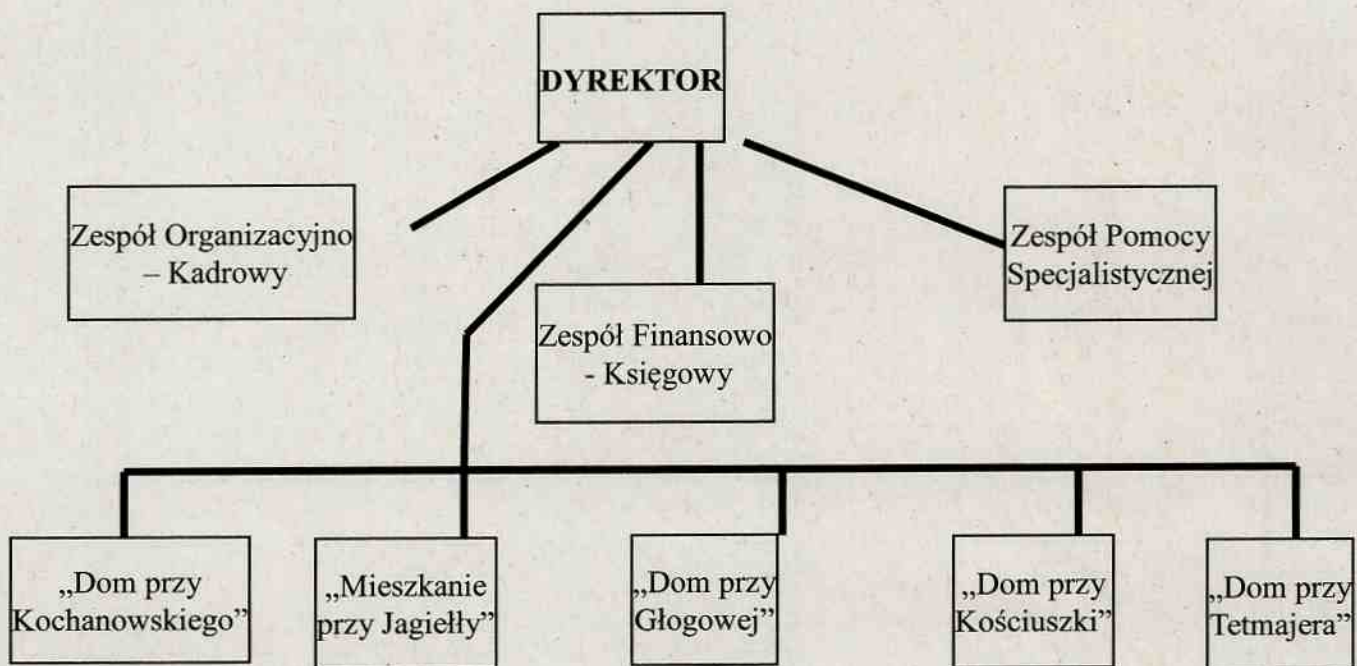 DYREKTOR
Zespół Organizacyjno
– Kadrowy
Zespół Pomocy
Specjalistycznej
Zespół Finansowo
- Księgowy
„Dom przy
Kochanowskiego”
„Mieszkanie
przy Jagiełły”
„Dom przy
Głogowej”
„Dom przy
Kościuszki”
„Dom przy
Tetmajera”